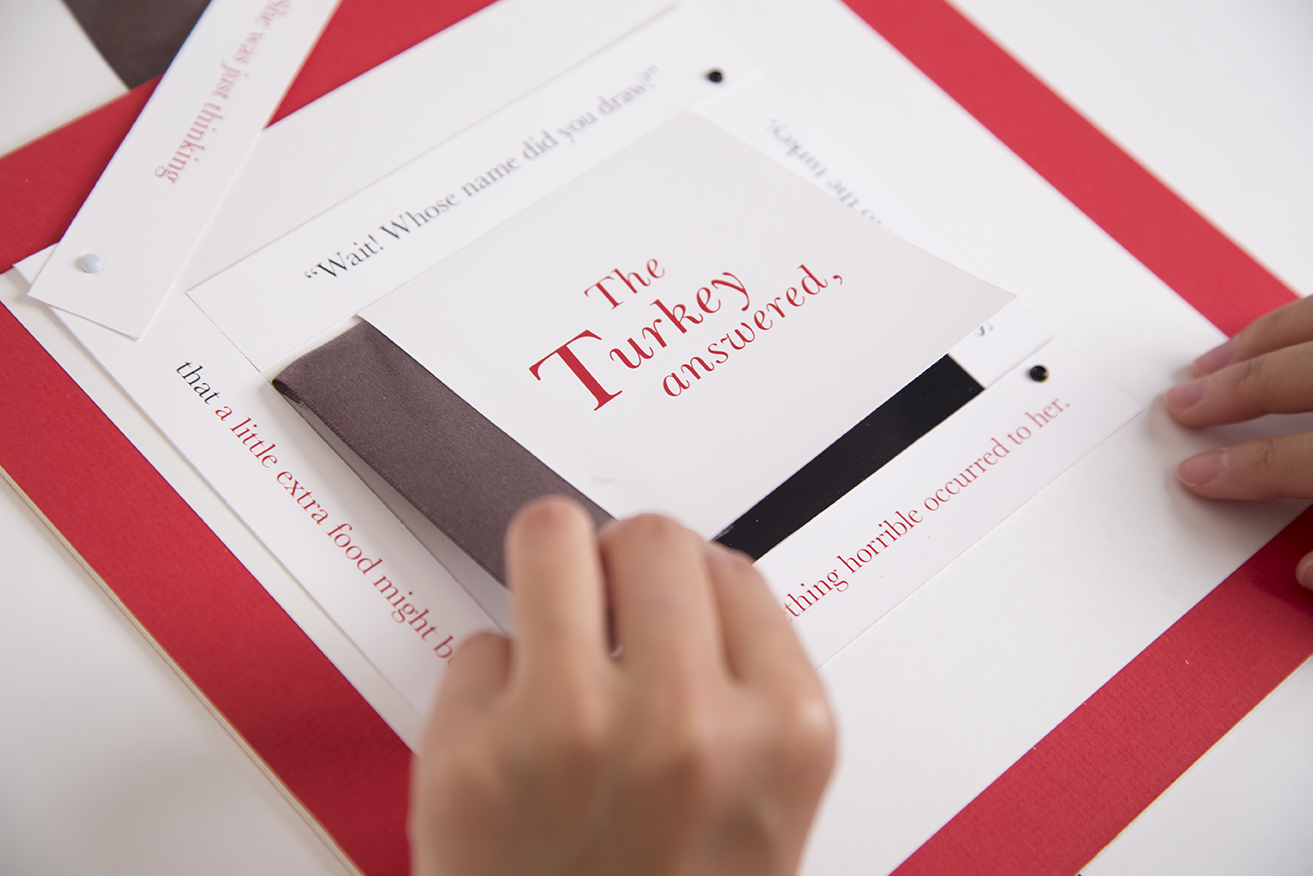 She was just thinking
“Wait! Whose name did you draw?”
to the turkey,
The
Turkey
answered,
that a little extra food might
horrible occurred to her.